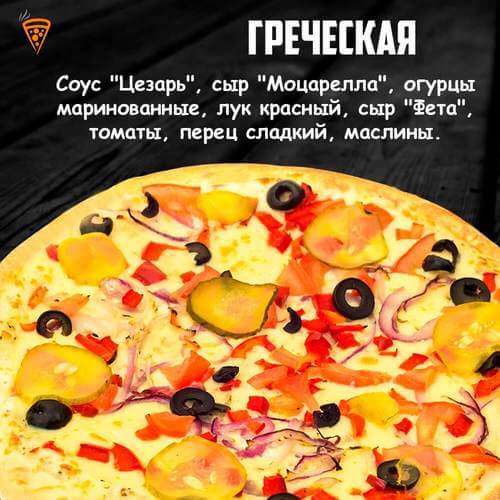 ГРЕЧЕСКАЯ
Соус "Цезарь", сыр "Моцарелла", огурцы
маринованные, лук красный, сыр "Фета",
томаты, перец сладкий, маслины.